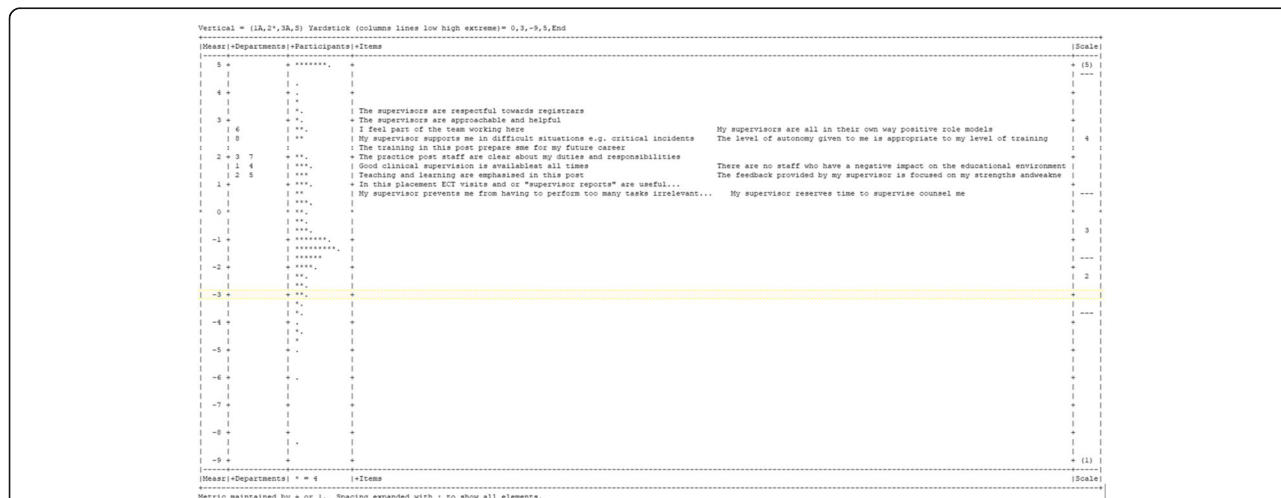 Vertical = (1A,2*,3A,S) Yardstick (columns lines low high extreme)= 0,3,-9,5,End
|Measr|+Departments|+Participants|+Items |Scale|
| 5 + + *******. + + (5) |
| | | | | --- |
| | | . | | |
| 4 + + . + + |
| | | * | | |
| | | *. | The supervisors are respectful towards registrars | |
| 3 + + *. + The supervisors are approachable and helpful + |
| | 6 | **. | I feel part of the team working here My supervisors are all in their own way positive role models | |
| | 8 | ** | My supervisor supports me in difficult situations e.g. critical incidents The level of autonomy given to me is appropriate to my level of training | 4 |
| : : : The training in this post prepare sme for my future career : |
| 2 + 3 7 + **. + The practice post staff are clear about my duties and responsibilities + |
| | 1 4 | ***. | Good clinical supervision is availableat all times There are no staff who have a negative impact on the educational environment | |
| | 2 5 | *** | Teaching and learning are emphasised in this post The feedback provided by my supervisor is focused on my strengths andweakne | |
| 1 + + ***. + In this placement ECT visits and or "supervisor reports" are useful... + |
| | | ** | My supervisor prevents me from having to perform too many tasks irrelevant... My supervisor reserves time to supervise counsel me | --- |
| | | ***. | | |
* 0 * * **. * * *
| | | **. | | |
| | | ***. | | 3 |
| -1 + + *******. + + |
| | | *********. | | |
| | | ****** | | --- |
| -2 + + ****. + + |
| | | **. | | 2 |
| | | **. | | |
| -3 + + **. + + |
| | | *. | | |
| | | *. | | --- |
| -4 + + . + + |
| | | *. | | |
| | | * | | |
| -5 + + . + + |
| -6 + + . + + |
| -7 + + + + |
| -8 + + + + |
| | | . | | |
| -9 + + + + (1) |
|Measr|+Departments| * = 4 |+Items |Scale|
Metric maintained by + or |. Spacing expanded with : to show all elements.